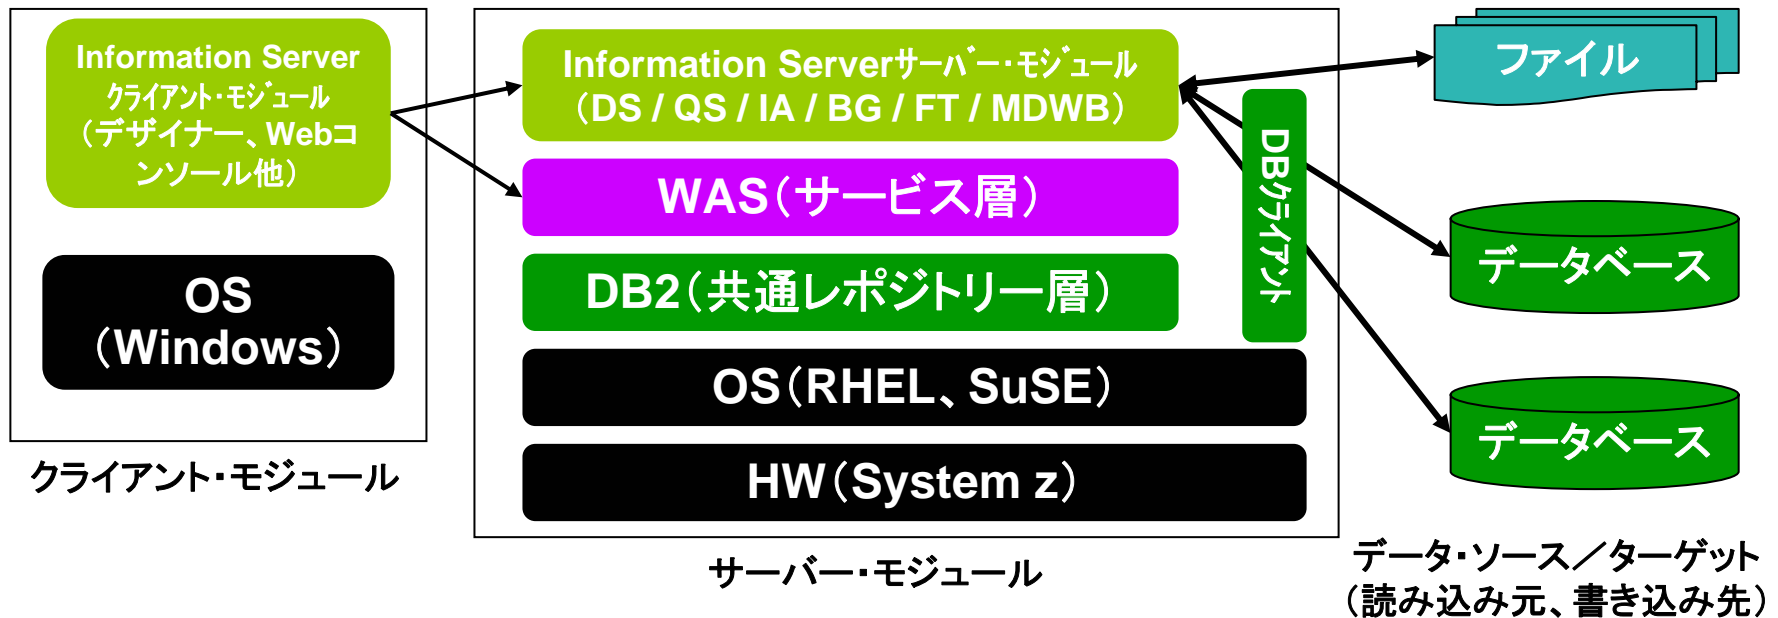 Information Server
クライアント・モジュール
（デザイナー、Webコ
ンソール他）
OS
（Windows）
クライアント・モジュール
Information Serverサーバー・モジュール
（DS / QS / IA / BG / FT / MDWB）
WAS（サービス層）
DB2（共通レポジトリー層）
DBクライアント
OS（RHEL、SuSE）
HW（System z）
サーバー・モジュール
ファイル
データベース
データベース
データ・ソース／ターゲット
（読み込み元、書き込み先）